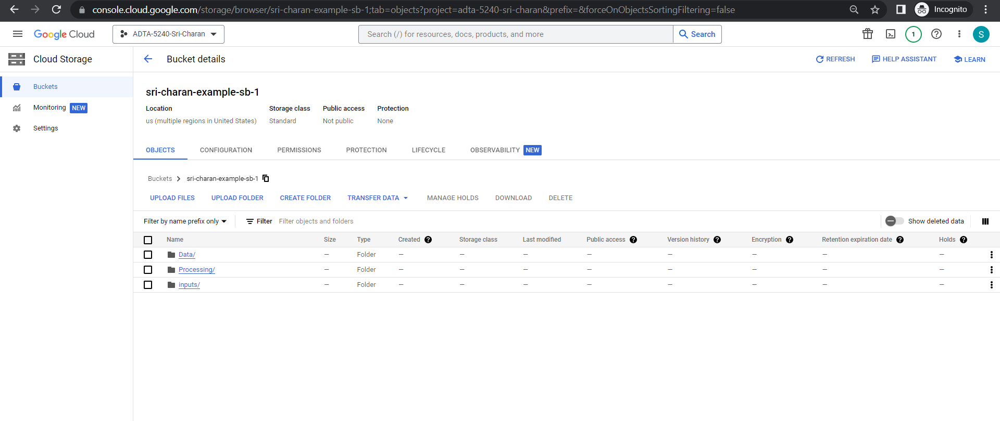 console.cloud.google.com/storage/browser/sri-charan-example-sb-1;tab=objects?project=adta-5240-sri-charan&prefix=&forceOnObjectsSortingFiltering=false
Incognito
Google Cloud
ADTA-5240-Sri-Charan
Search (/) for resources, docs, products, and more
Search
1
S
Cloud Storage
Bucket details
REFRESH
HELP ASSISTANT
LEARN
Buckets
Monitoring NEW
Settings
sri-charan-example-sb-1
Location Storage class Public access Protection
us (multiple regions in United States) Standard Not public None
OBJECTS CONFIGURATION PERMISSIONS PROTECTION LIFECYCLE OBSERVABILITY NEW
Buckets > sri-charan-example-sb-1
UPLOAD FILES UPLOAD FOLDER CREATE FOLDER TRANSFER DATA MANAGE HOLDS DOWNLOAD DELETE
Filter by name prefix only Filter Filter objects and folders Show deleted data
Name Size Type Created ? Storage class Last modified Public access ? Version history ? Encryption ? Retention expiration date ? Holds ?
Data/ — Folder — — — — — — — —
Processing/ — Folder — — — — — — — —
inputs/ — Folder — — — — — — — —